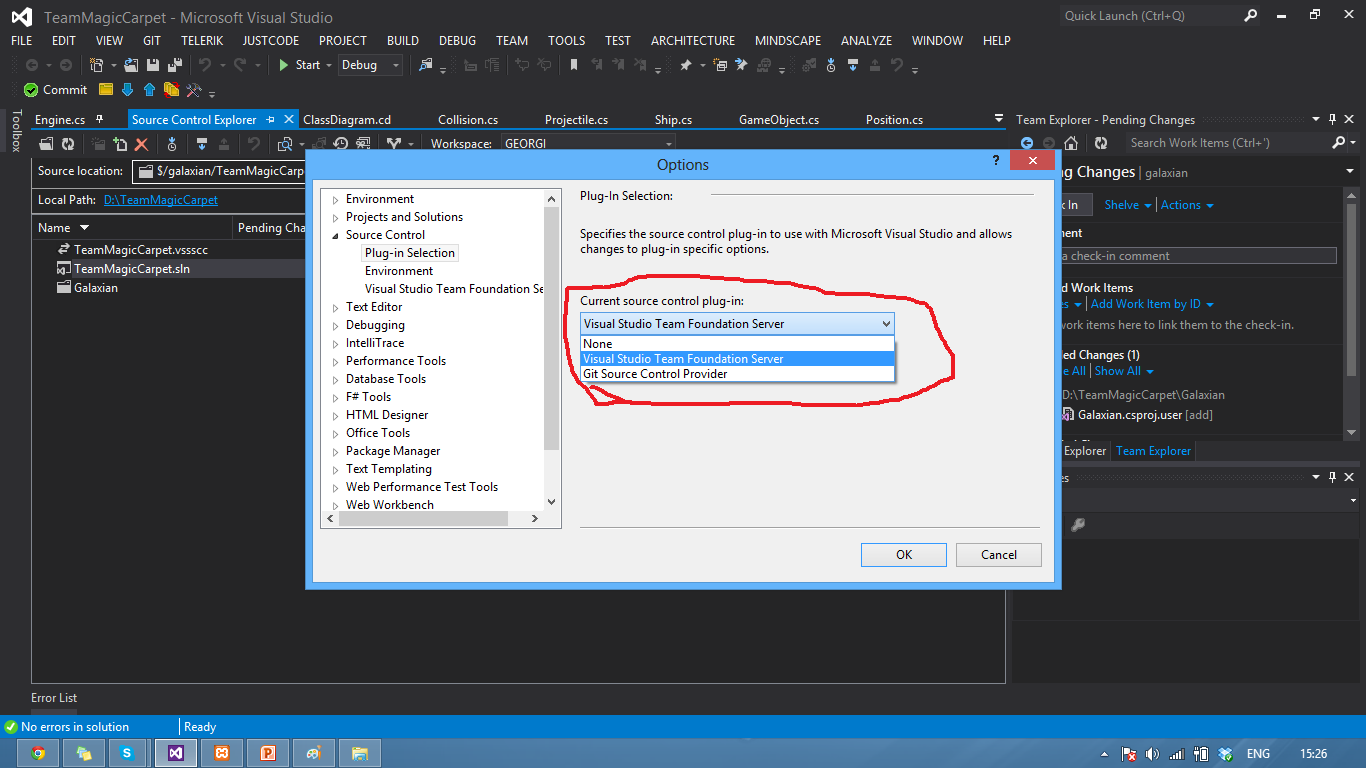 TeamMagicCarpet - Microsoft Visual Studio
Quick Launch (Ctrl+Q)
FILE EDIT VIEW GIT TELERIK JUSTCODE PROJECT BUILD DEBUG TEAM TOOLS TEST ARCHITECTURE MINDSCAPE ANALYZE WINDOW HELP
Start Debug
Commit
Toolbox
Engine.cs Source Control Explorer ClassDiagram.cd Collision.cs Projectile.cs Ship.cs GameObject.cs Position.cs
Workspace: GEORGI
Source location: $/galaxian/TeamMagicCarp
Local Path: D:\TeamMagicCarpet
Name Pending Cha
TeamMagicCarpet.vssscc
TeamMagicCarpet.sln
Galaxian
Options
?
Environment
Projects and Solutions
Source Control
Plug-in Selection
Environment
Visual Studio Team Foundation Se
Text Editor
Debugging
IntelliTrace
Performance Tools
Database Tools
F# Tools
HTML Designer
Office Tools
Package Manager
Text Templating
Web Performance Test Tools
Web Workbench
Plug-In Selection:
Specifies the source control plug-in to use with Microsoft Visual Studio and allows
changes to plug-in specific options.
Current source control plug-in:
Visual Studio Team Foundation Server
None
Visual Studio Team Foundation Server
Git Source Control Provider
OK Cancel
Team Explorer - Pending Changes
Search Work Items (Ctrl+')
ng Changes | galaxian
k In Shelve | Actions
ment
a check-in comment
d Work Items
es | Add Work Item by ID
work items here to link them to the check-in.
ded Changes (1)
e All | Show All
D:\TeamMagicCarpet\Galaxian
Galaxian.csproj.user [add]
Explorer Team Explorer
es
Error List
No errors in solution Ready
ENG 15:26